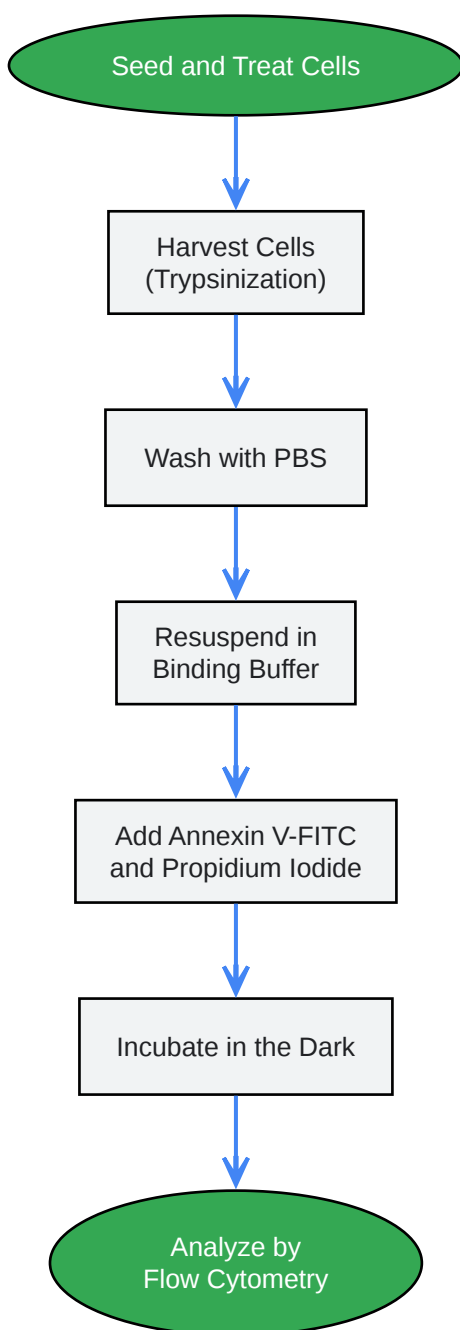 Seed and Treat Cells
Harvest Cells
(Trypsinization)
Wash with PBS
Resuspend in
Binding Buffer
Add Annexin V-FITC
and Propidium Iodide
Incubate in the Dark
Analyze by
Flow Cytometry